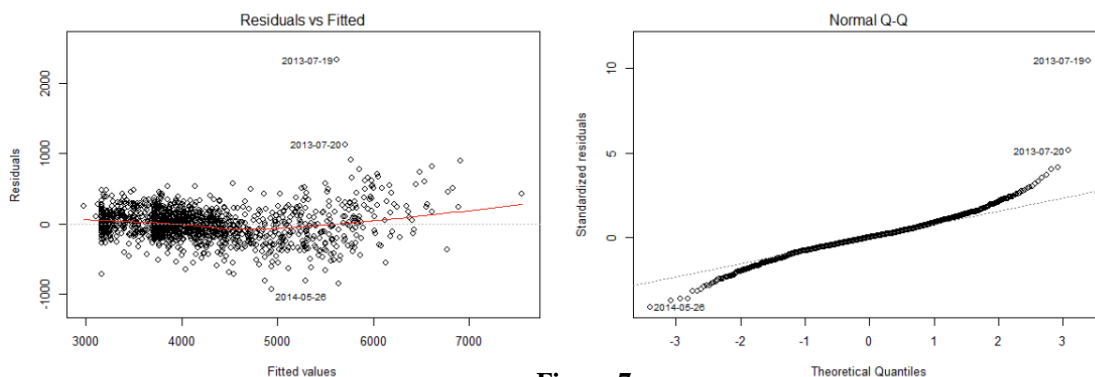 Residuals vs Fitted
Residuals
2000
1000
0
-1000
2013-07-19
2013-07-20
2014-05-26
3000 4000 5000 6000 7000
Fitted values
Normal Q-Q
Standardized residuals
10
5
0
2013-07-19
2013-07-20
2014-05-26
-3 -2 -1 0 1 2 3
Theoretical Quantiles